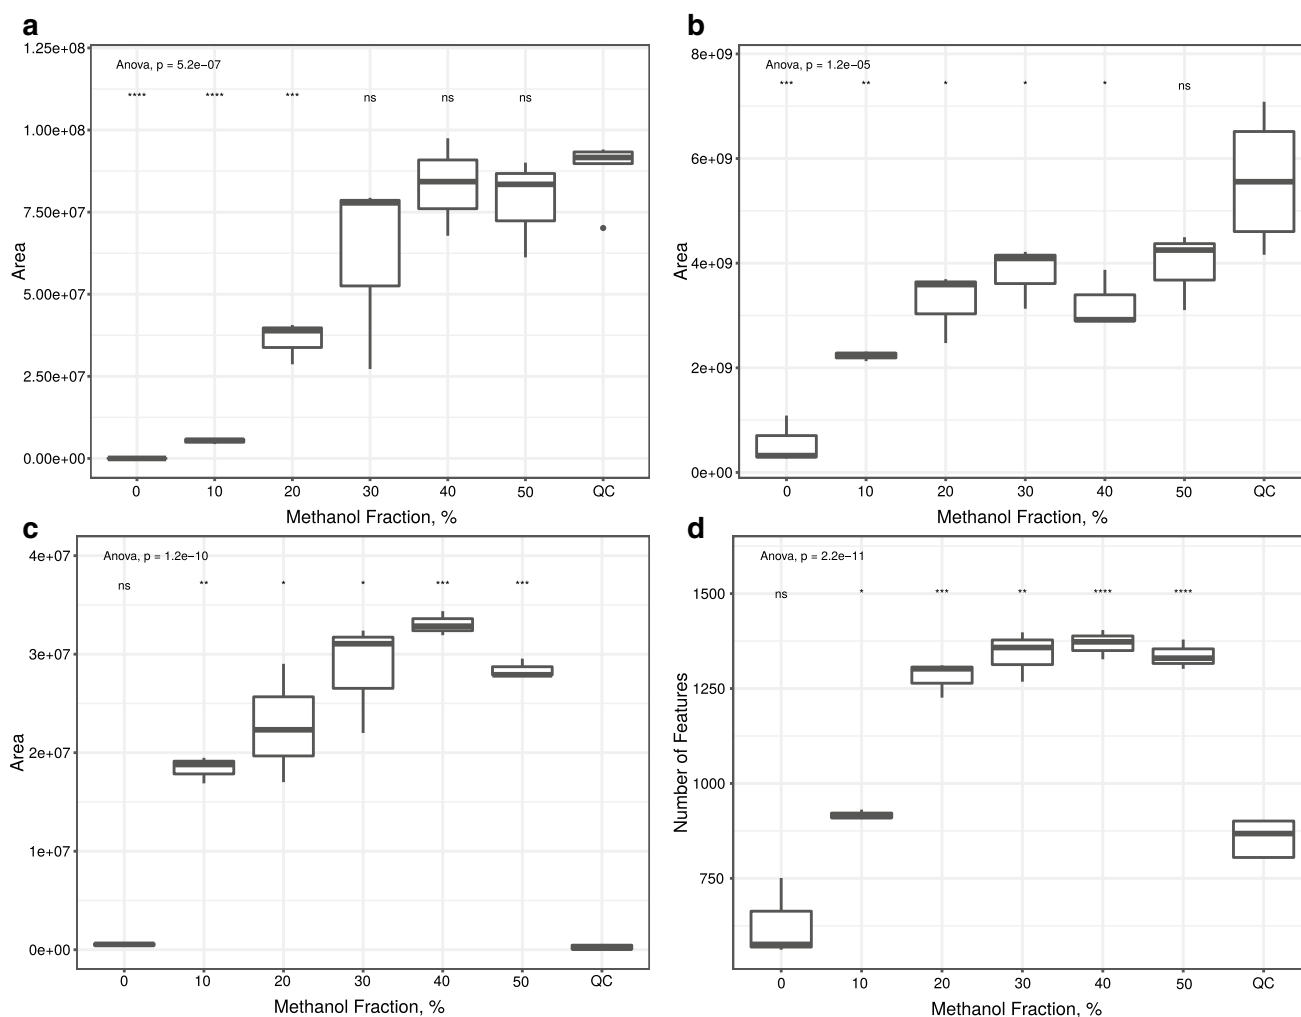 a
1.25e+08
1.00e+08
7.50e+07
5.00e+07
2.50e+07
0.00e+00
Area
Anova, p = 5.2e−07
**** **** *** ns ns ns
0 10 20 30 40 50 QC
Methanol Fraction, %
b
8e+09
6e+09
4e+09
2e+09
0e+00
Area
Anova, p = 1.2e−05
*** ** * * * ns
0 10 20 30 40 50 QC
Methanol Fraction, %
c
4e+07
3e+07
2e+07
1e+07
0e+00
Area
Anova, p = 1.2e−10
ns ** * * *** ***
0 10 20 30 40 50 QC
Methanol Fraction, %
d
1500
1250
1000
750
Number of Features
Anova, p = 2.2e−11
ns * *** ** **** ****
0 10 20 30 40 50 QC
Methanol Fraction, %